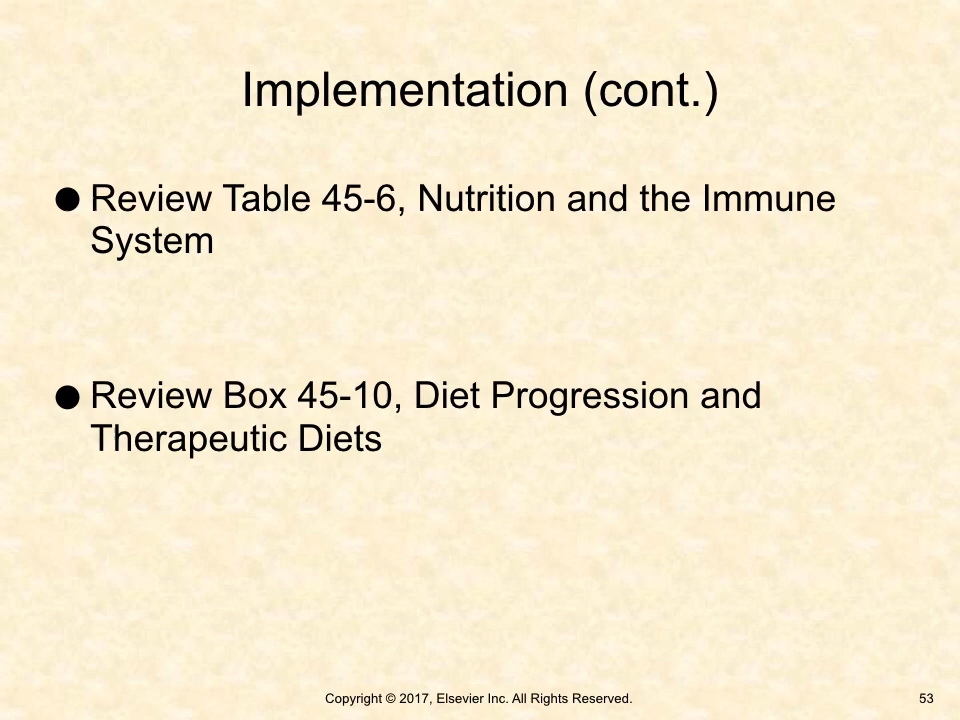 Implementation (cont.)
● Review Table 45-6, Nutrition and the Immune
System
● Review Box 45-10, Diet Progression and
Therapeutic Diets
Copyright © 2017, Elsevier Inc. All Rights Reserved.
53